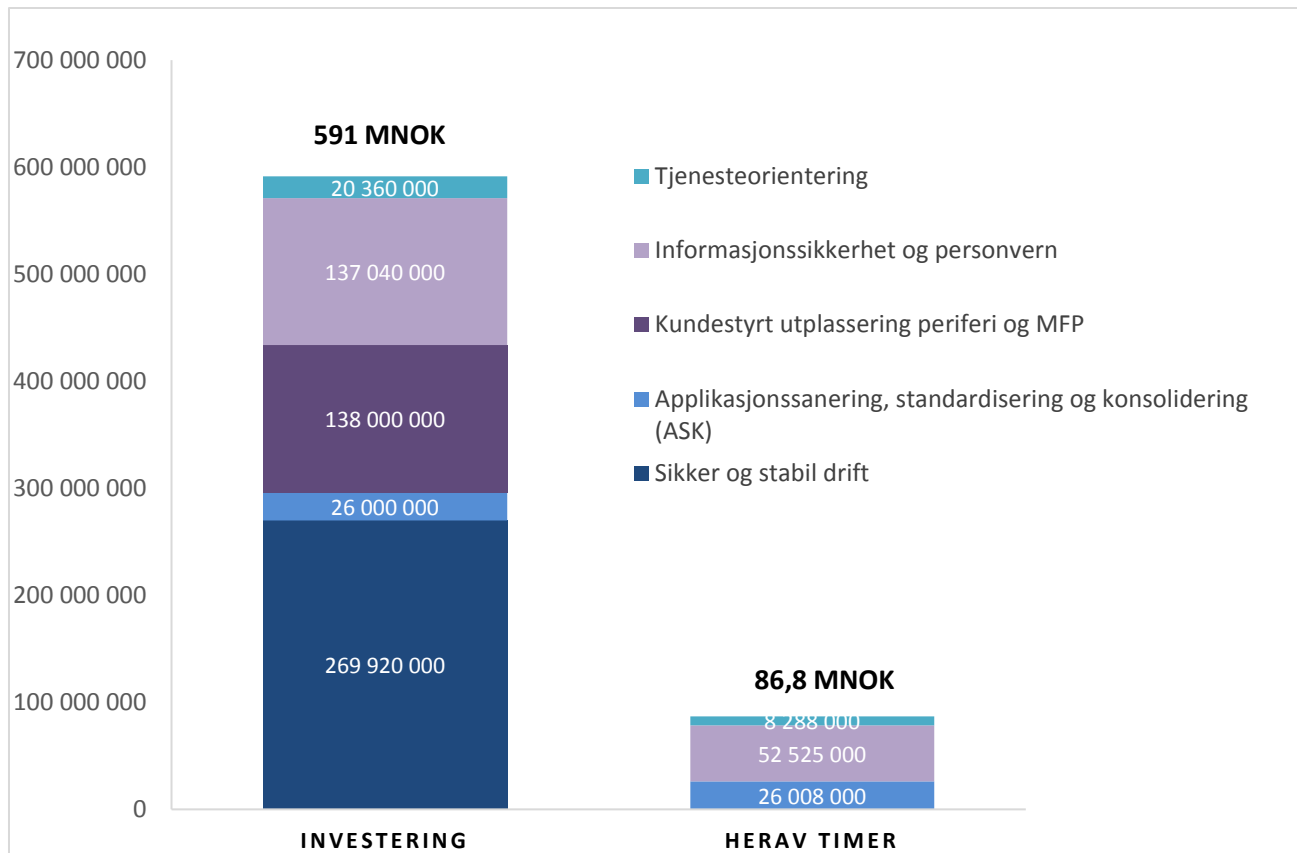 700 000 000
600 000 000
500 000 000
400 000 000
300 000 000
200 000 000
100 000 000
0
591 MNOK
20 360 000
137 040 000
138 000 000
26 000 000
269 920 000
86,8 MNOK
8 288 000
52 525 000
26 008 000
INVESTERING
HERAV TIMER
Tjenesteorientering
Informasjonssikkerhet og personvern
Kundestyrt utplassering periferi og MFP
Applikasjonssanering, standardisering og konsolidering
(ASK)
Sikker og stabil drift